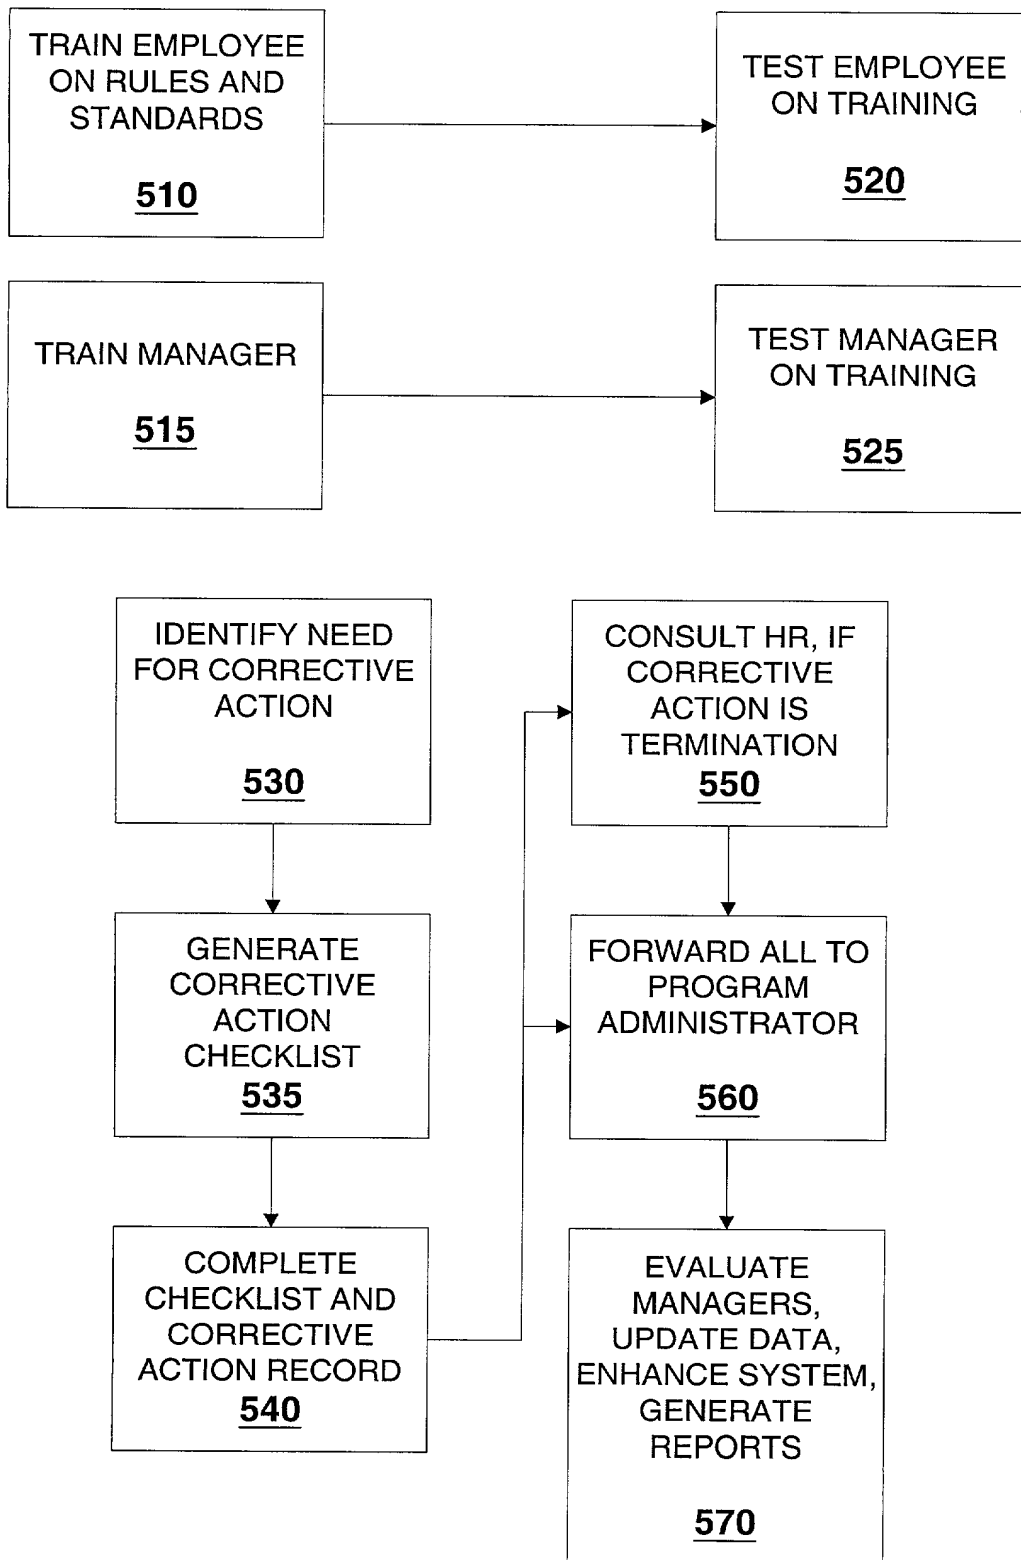 TRAIN EMPLOYEE
ON RULES AND
STANDARDS
510
TEST EMPLOYEE
ON TRAINING
520
TRAIN MANAGER
515
TEST MANAGER
ON TRAINING
525
IDENTIFY NEED
FOR CORRECTIVE
ACTION
530
GENERATE
CORRECTIVE
ACTION
CHECKLIST
535
COMPLETE
CHECKLIST AND
CORRECTIVE
ACTION RECORD
540
CONSULT HR, IF
CORRECTIVE
ACTION IS
TERMINATION
550
FORWARD ALL TO
PROGRAM
ADMINISTRATOR
560
EVALUATE
MANAGERS,
UPDATE DATA,
ENHANCE SYSTEM,
GENERATE
REPORTS
570